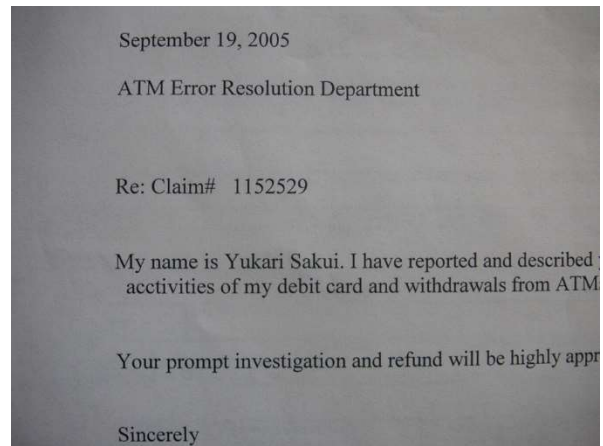 September 19, 2005
ATM Error Resolution Department
Re: Claim# 1152529
My name is Yukari Sakui. I have reported and described
acctivities of my debit card and withdrawals from ATM
Your prompt investigation and refund will be highly
Sincerely